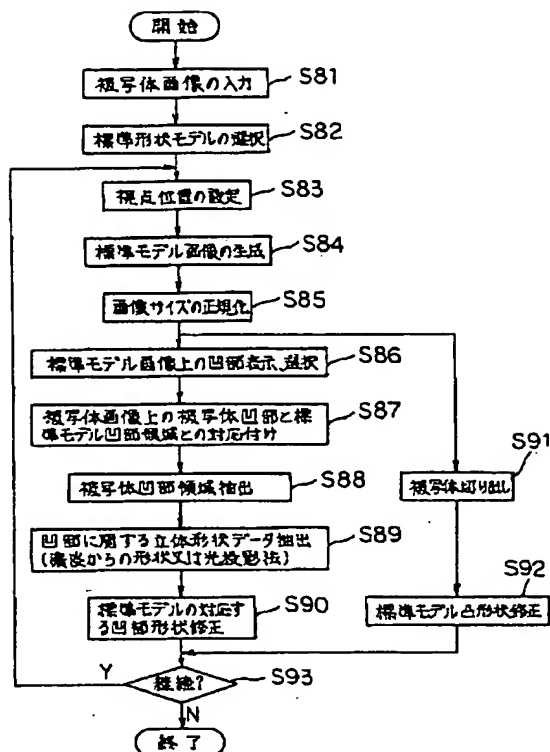 開始
被写体画像の入力
S81
標準形状モデルの選択
S82
視点位置の設定
S83
標準モデル画像の生成
S84
画像サイズの正規化
S85
標準モデル画像上の凹部表示、選択
S86
被写体画像上の被写体凹部と標
準モデル凹部領域との対応付け
S87
被写体凹部領域抽出
S88
凹部に関する立体形状データ抽出
(濃淡からの形状又は光投影法)
S89
標準モデルの対応す
る凹部形状修正
S90
被写体切り出し
S91
標準モデル凸形状修正
S92
継続?
S93
Y
N
終了